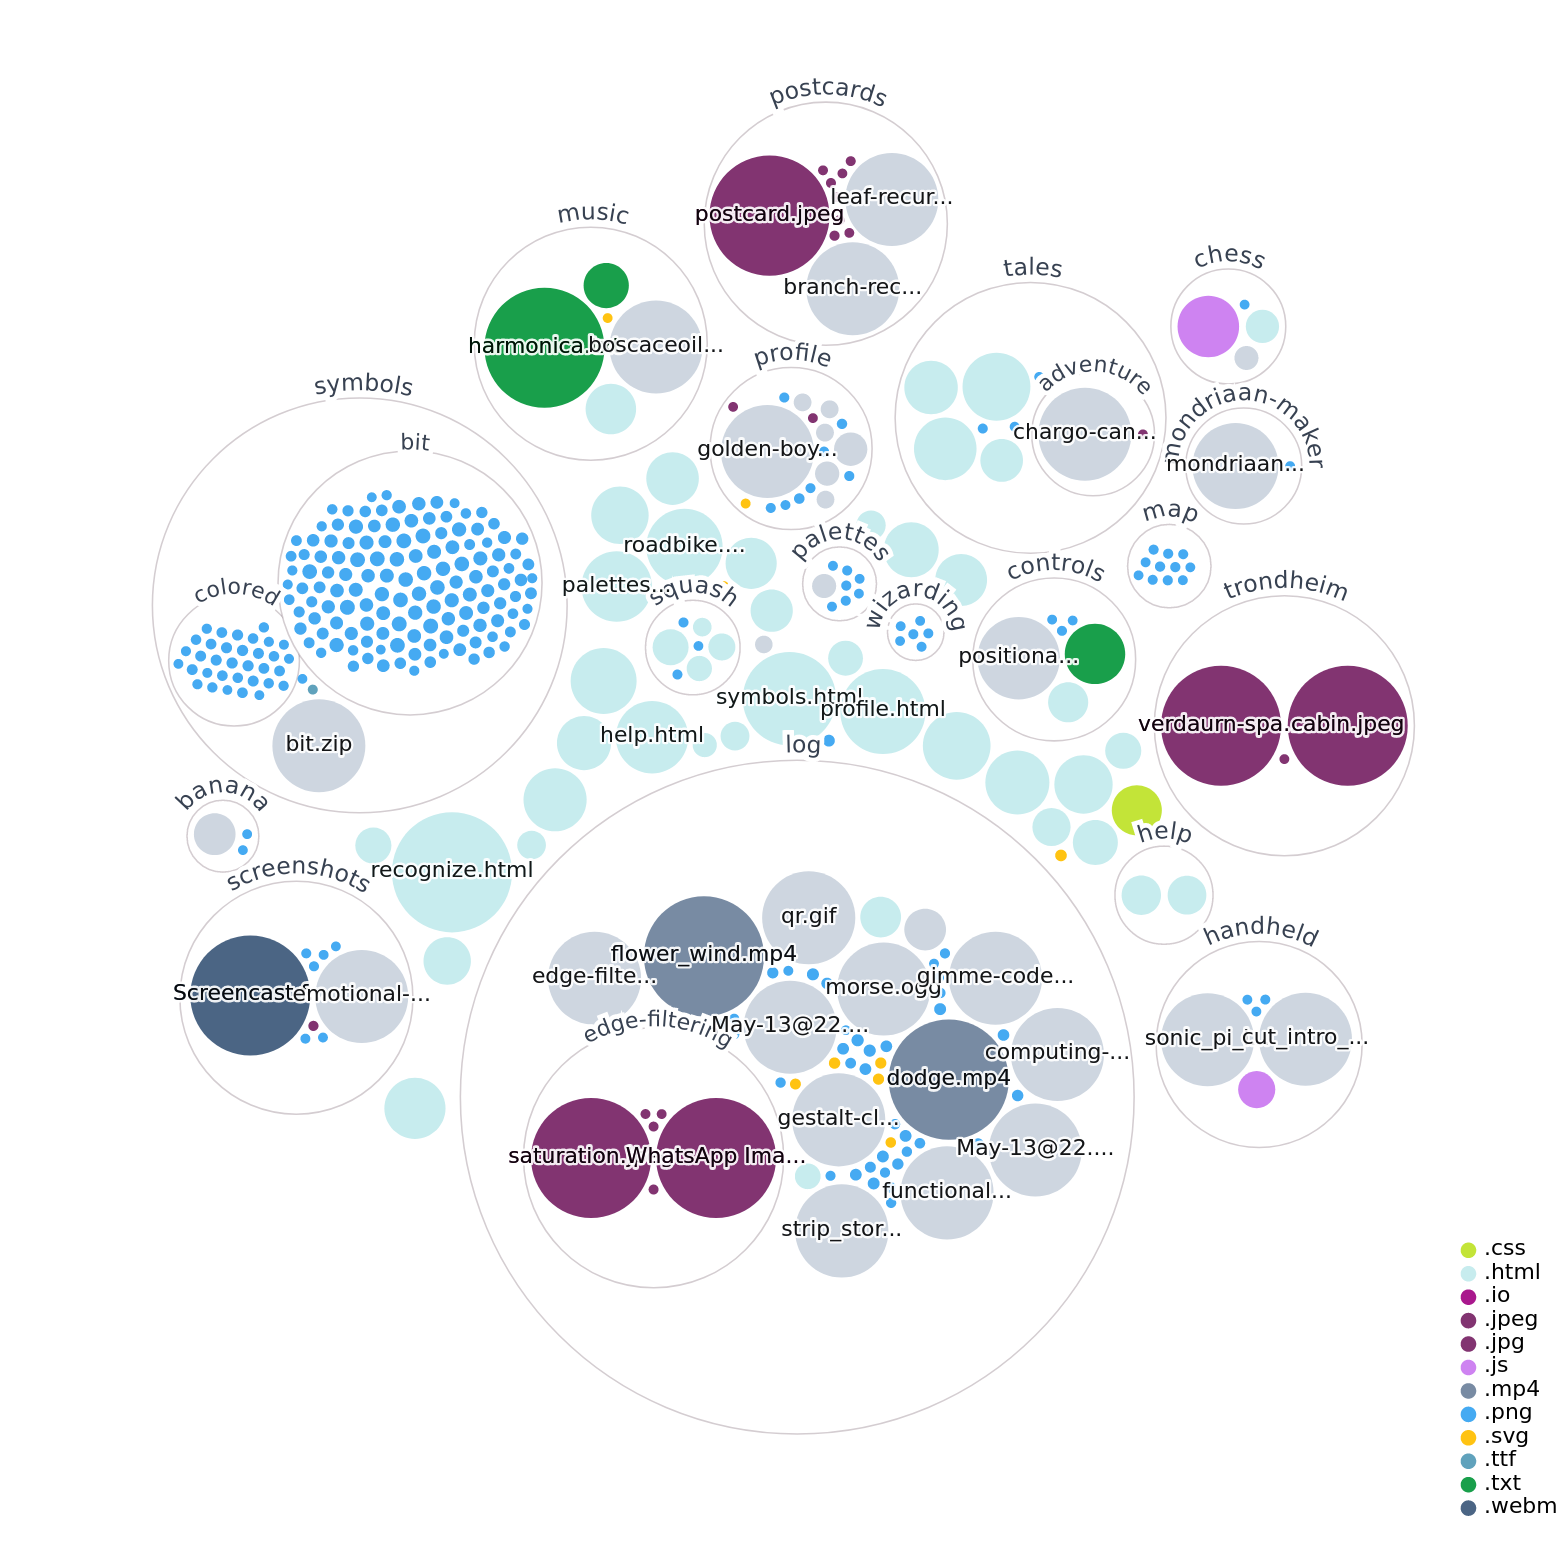 postcards
postcard.jpeg
leaf-recur...
branch-rec...
music
harmonica.
boscaceoil...
tales
adventure
chargo-can...
chess
mondriaan-maker
mondriaan...
profile
golden-boy...
symbols
bit
colored
bit.zip
map
palettes
wizarding
controls
positiona...
trondheim
verdaurn-spa.
cabin.jpeg
roadbike....
palettes...
squash
symbols.html
profile.html
help.html
log
banana
screenshots
Screencast
emotional-...
recognize.html
help
handheld
sonic_pi_
cut_intro_...
qr.gif
flower_wind.mp4
edge-filte...
morse.ogg
gimme-code...
May-13@22....
edge-filtering
computing-...
dodge.mp4
gestalt-cl...
May-13@22....
saturation.
WhatsApp Ima...
functional...
strip_stor...
.css
.html
.io
.jpeg
.jpg
.js
.mp4
.png
.svg
.ttf
.txt
.webm